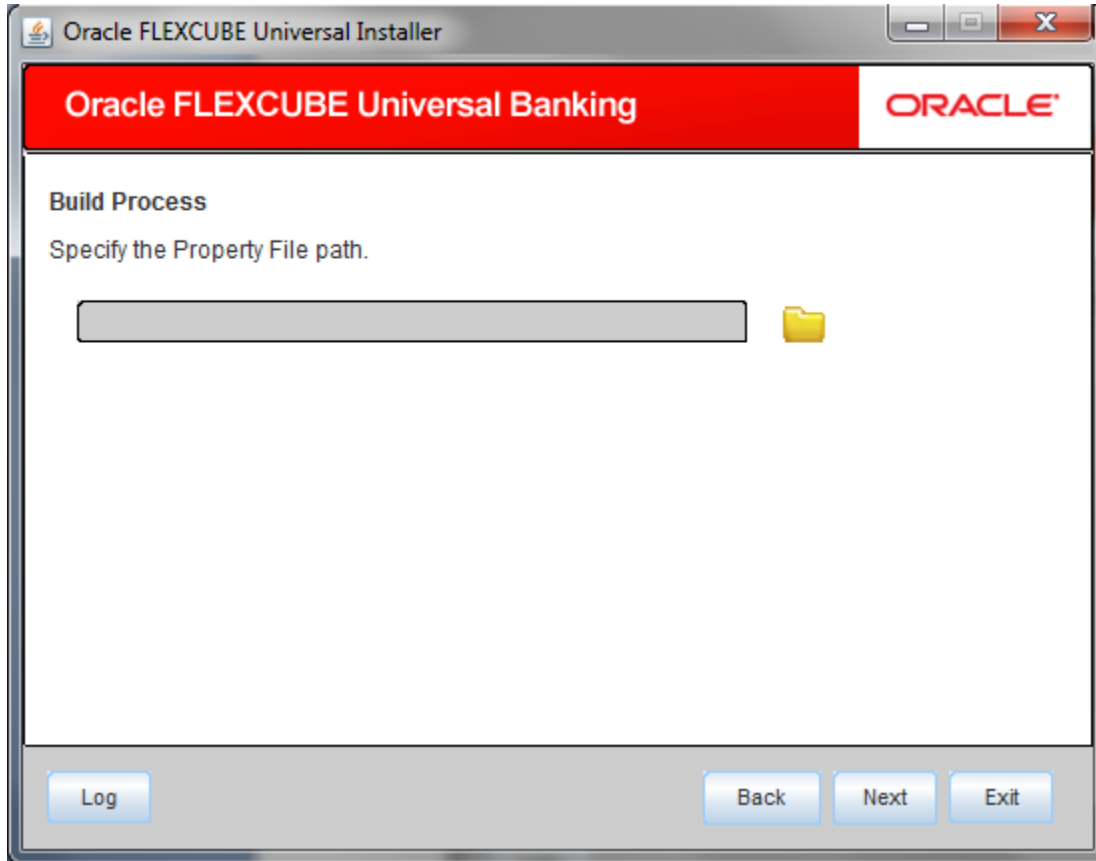 Oracle FLEXCUBE Universal Installer
Oracle FLEXCUBE Universal Banking
ORACLE
Build Process
Specify the Property File path.
Log
Back
Next
Exit